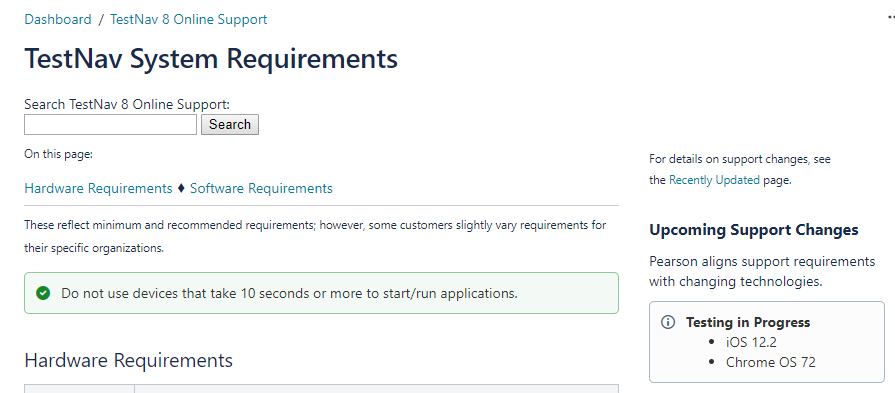 Dashboard / TestNav 8 Online Support
TestNav System Requirements
Search TestNav 8 Online Support:
Search
On this page:
Hardware Requirements ♦ Software Requirements
These reflect minimum and recommended requirements; however, some customers slightly vary requirements for
their specific organizations.
Do not use devices that take 10 seconds or more to start/run applications.
Hardware Requirements
For details on support changes, see
the Recently Updated page.
Upcoming Support Changes
Pearson aligns support requirements
with changing technologies.
Testing in Progress
• iOS 12.2
• Chrome OS 72